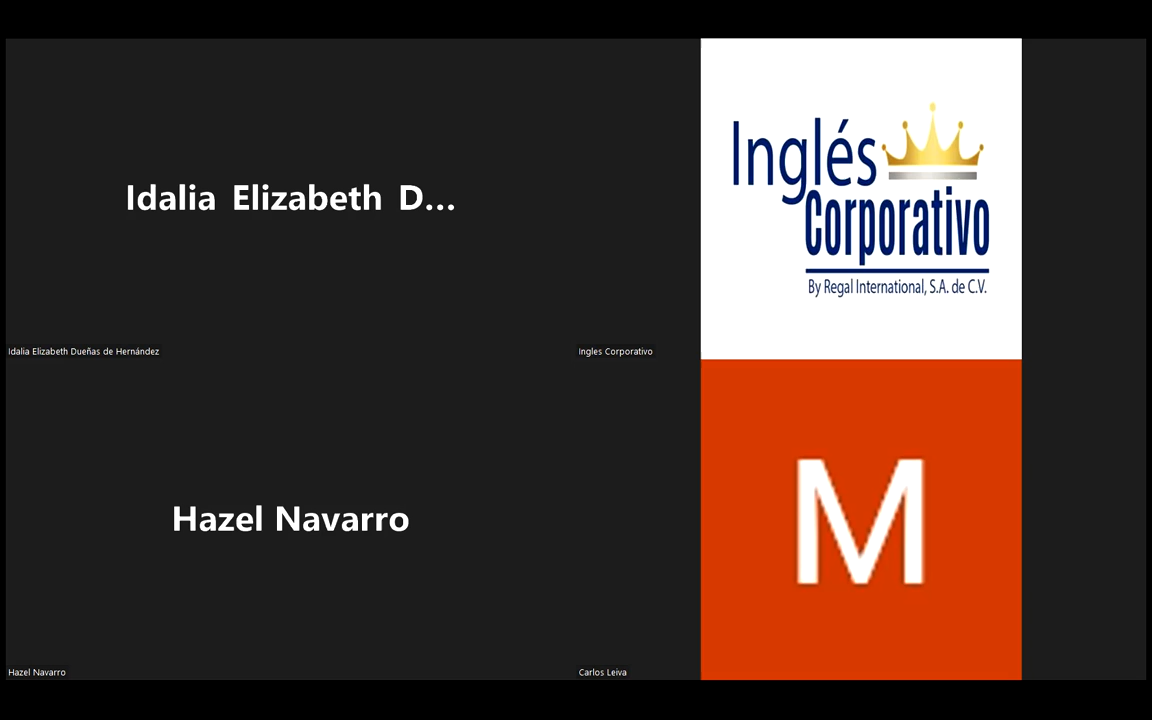 Idalia Elizabeth D...
Idalia Elizabeth Dueñas de Hernández
Inglés
Corporativo
By Regal International, S.A. de C.V.
Ingles Corporativo
Hazel Navarro
Hazel Navarro
M
Carlos Leiva